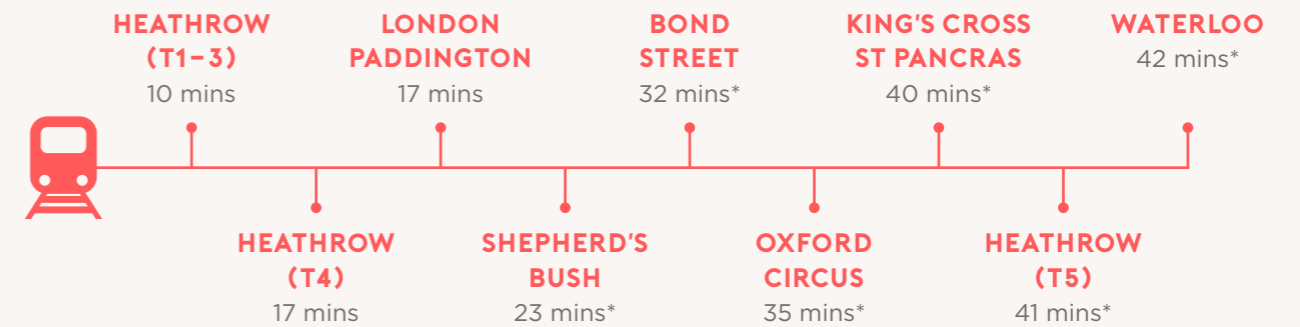 HEATHROW
(T1–3)
10 mins
LONDON
PADDINGTON
17 mins
BOND
STREET
32 mins*
KING'S CROSS
ST PANCRAS
40 mins*
WATERLOO
42 mins*
HEATHROW
(T4)
17 mins
SHEPHERD'S
BUSH
23 mins*
OXFORD
CIRCUS
35 mins*
HEATHROW
(T5)
41 mins*